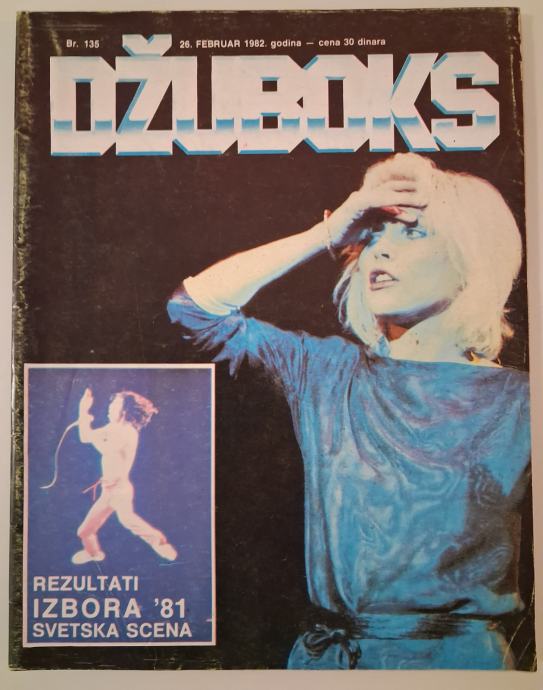 Br. 135
26. FEBRUAR 1982. godina — cena 30 dinara
DŽUBOKS
REZULTATI
IZBORA '81
SVETSKA SCENA